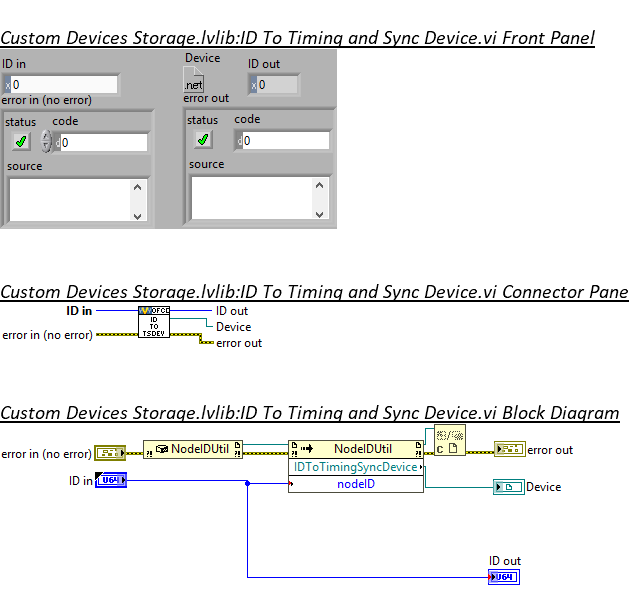 Custom Devices Storage.lvlib:ID To Timing and Sync Device.vi Front Panel
ID in
Device
ID out
x 0
.net
x 0
error in (no error)
error out
status code
status code
d 0
d 0
source
source
Custom Devices Storage.lvlib:ID To Timing and Sync Device.vi Connector Pane
ID in
OFCD
ID out
ID
TO
TSDEV
Device
error in (no error)
error out
Custom Devices Storage.lvlib:ID To Timing and Sync Device.vi Block Diagram
error in (no error)
NodeIDUtil
NodeIDUtil
C
error out
IDToTimingSyncDevice
ID in
U64
nodeID
Device
ID out
U64